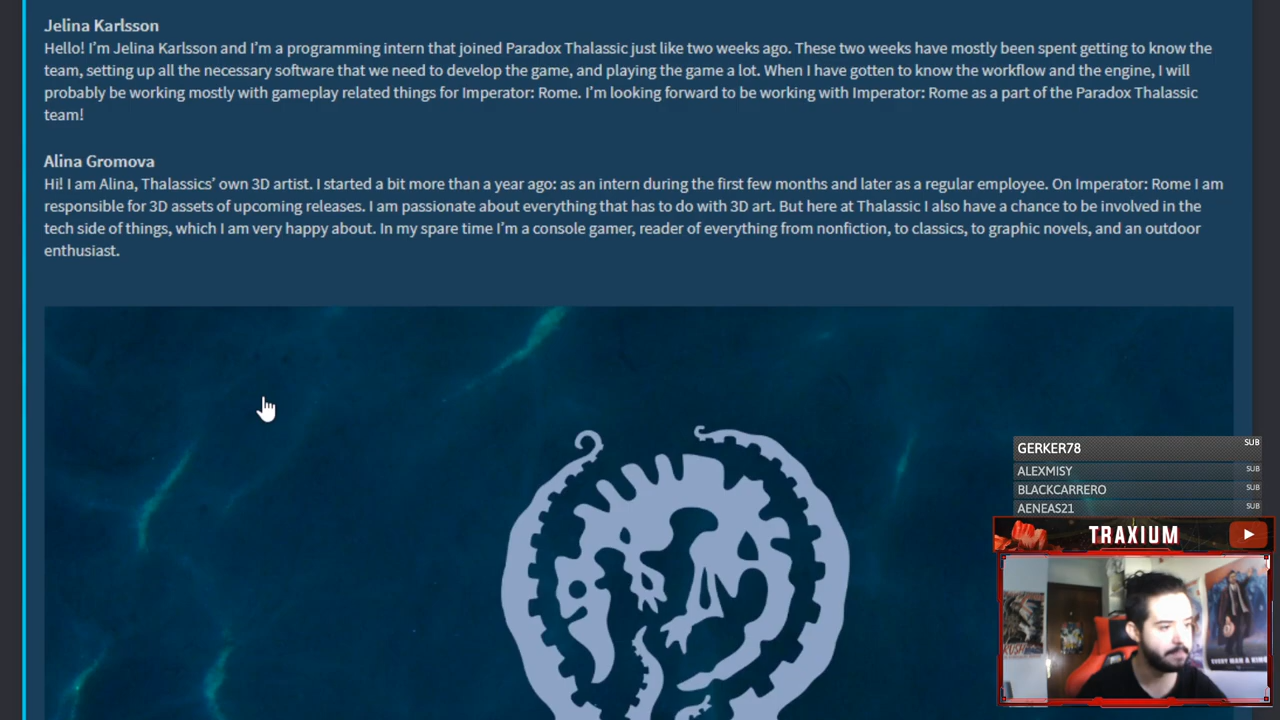 Jelina Karlsson
Hello! I’m Jelina Karlsson and I’m a programming intern that joined Paradox Thalassic just like two weeks ago. These two weeks have mostly been spent getting to know the
team, setting up all the necessary software that we need to develop the game, and playing the game a lot. When I have gotten to know the workflow and the engine, I will
probably be working mostly with gameplay related things for Imperator: Rome. I’m looking forward to be working with Imperator: Rome as a part of the Paradox Thalassic
team!
Alina Gromova
Hi! I am Alina, Thalassics’ own 3D artist. I started a bit more than a year ago: as an intern during the first few months and later as a regular employee. On Imperator: Rome I am
responsible for 3D assets of upcoming releases. I am passionate about everything that has to do with 3D art. But here at Thalassic I also have a chance to be involved in the
tech side of things, which I am very happy about. In my spare time I’m a console gamer, reader of everything from nonfiction, to classics, to graphic novels, and an outdoor
enthusiast.
GERKER78 SUB
ALEXMISY SUB
BLACKCARRERO SUB
AENEAS21 SUB
TRAXIUM
EVERY MAN A KING